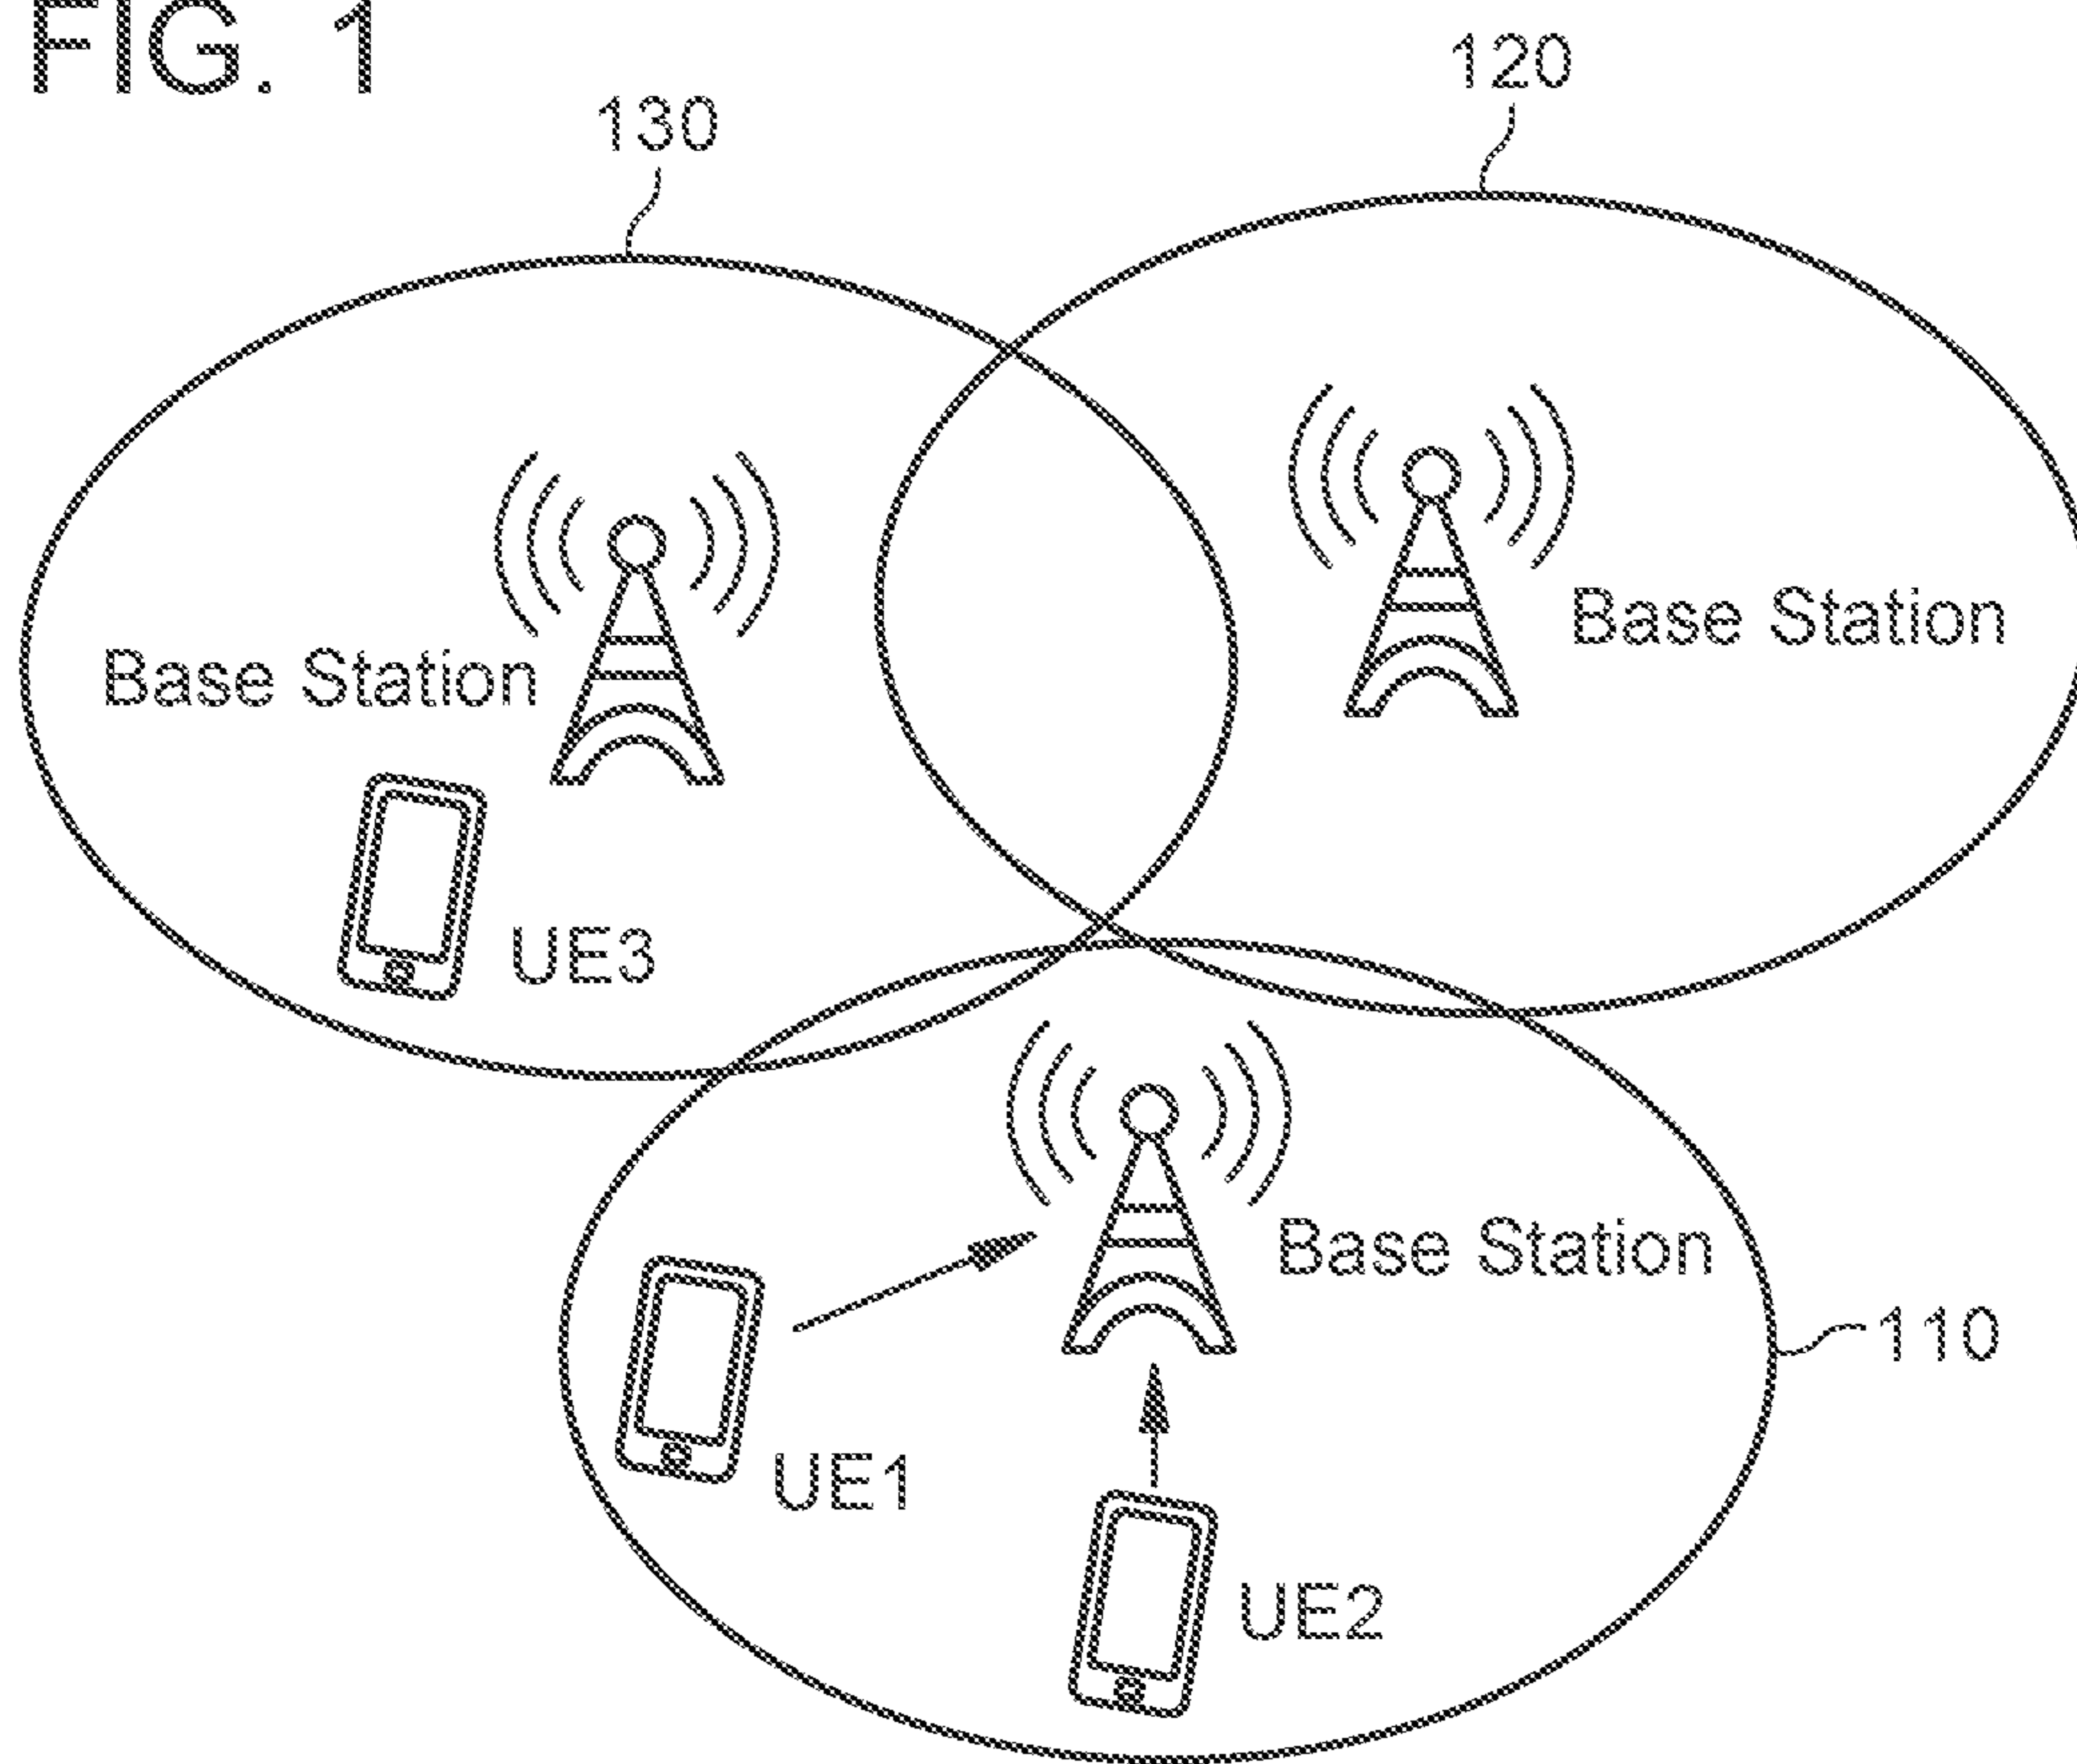 FIG. 1
120
130
Base Station
Base Station
UE3
Base Station
110
UE1
UE2